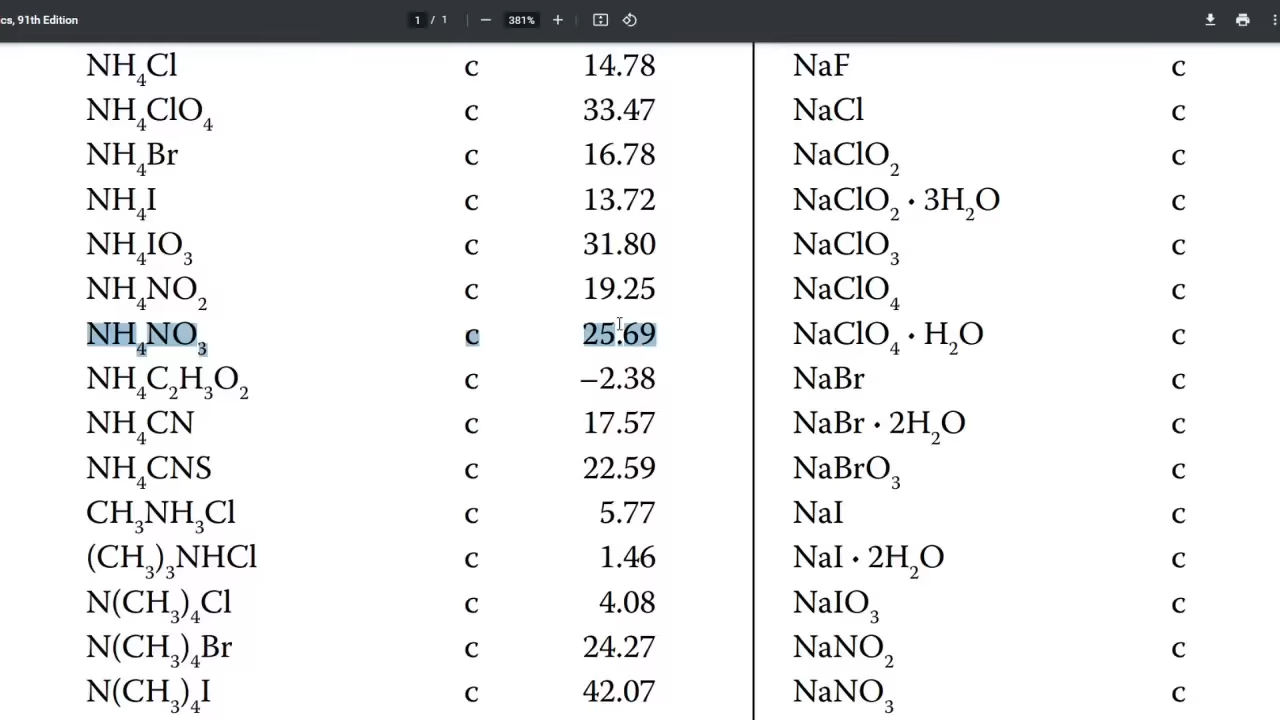 cs, 91th Edition
1 / 1
381%
NH₄Cl c 14.78 NaF c
NH₄ClO₄ c 33.47 NaCl c
NH₄Br c 16.78 NaClO₂ c
NH₄I c 13.72 NaClO₂ · 3H₂O c
NH₄IO₃ c 31.80 NaClO₃ c
NH₄NO₂ c 19.25 NaClO₄ c
NH₄NO₃ c 25.69 NaClO₄ · H₂O c
NH₄C₂H₃O₂ c –2.38 NaBr c
NH₄CN c 17.57 NaBr · 2H₂O c
NH₄CNS c 22.59 NaBrO₃ c
CH₃NH₃Cl c 5.77 NaI c
(CH₃)₃NHCl c 1.46 NaI · 2H₂O c
N(CH₃)₄Cl c 4.08 NaIO₃ c
N(CH₃)₄Br c 24.27 NaNO₂ c
N(CH₃)₄I c 42.07 NaNO₃ c